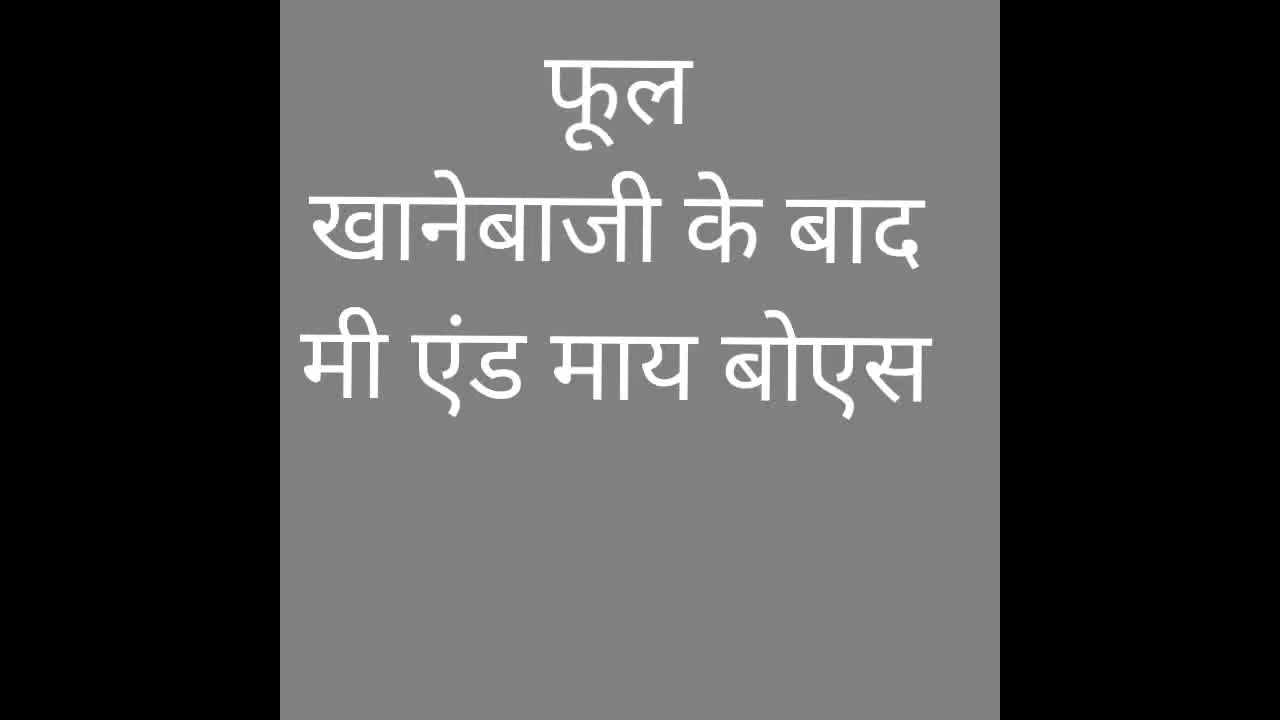 फूल
खानेबाजी के बाद
मी एंड माय बोएस